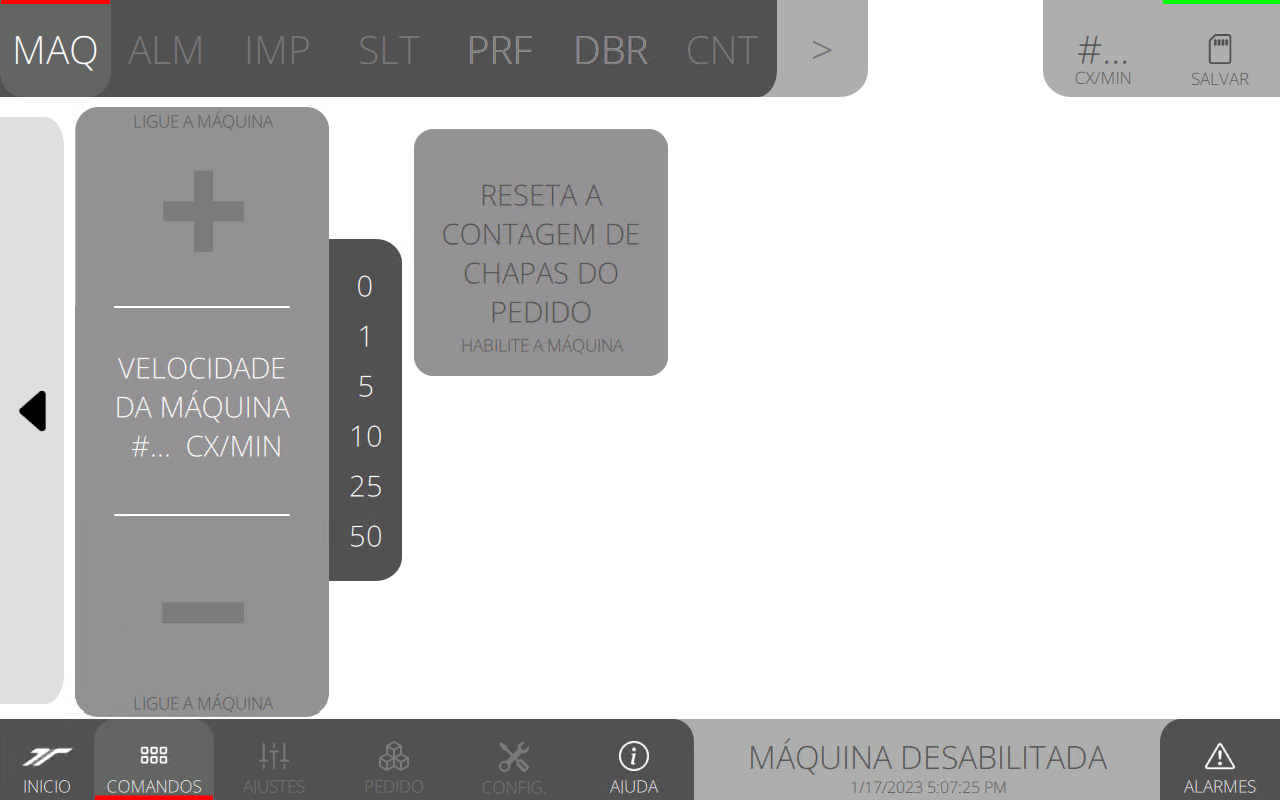 MAQ ALM IMP SLT PRF DBR CNT > #... CX/MIN SALVAR
LIGUE A MÁQUINA
+
VELOCIDADE
DA MÁQUINA
#... CX/MIN
LIGUE A MÁQUINA
0
1
5
10
25
50
RESETA A
CONTAGEM DE
CHAPAS DO
PEDIDO
HABILITE A MÁQUINA
INICIO COMANDOS AJUSTES PEDIDO CONFIG. AJUDA
MÁQUINA DESABILITADA
1/17/2023 5:07:25 PM
ALARMES